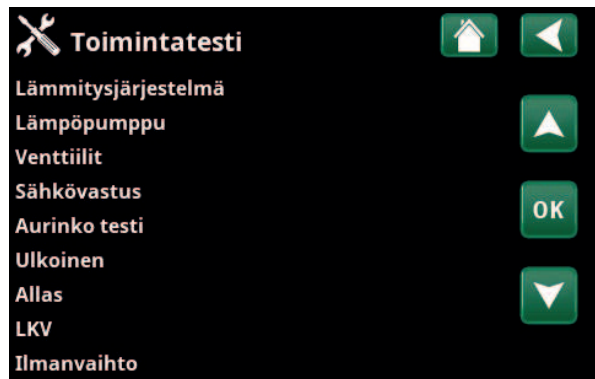 Toimintatesti
Lämmitysjärjestelmä
Lämpöpumppu
Venttiilit
Sähkövastus
OK
Aurinko testi
Ulkoinen
Allas
LKV
Ilmanvaihto